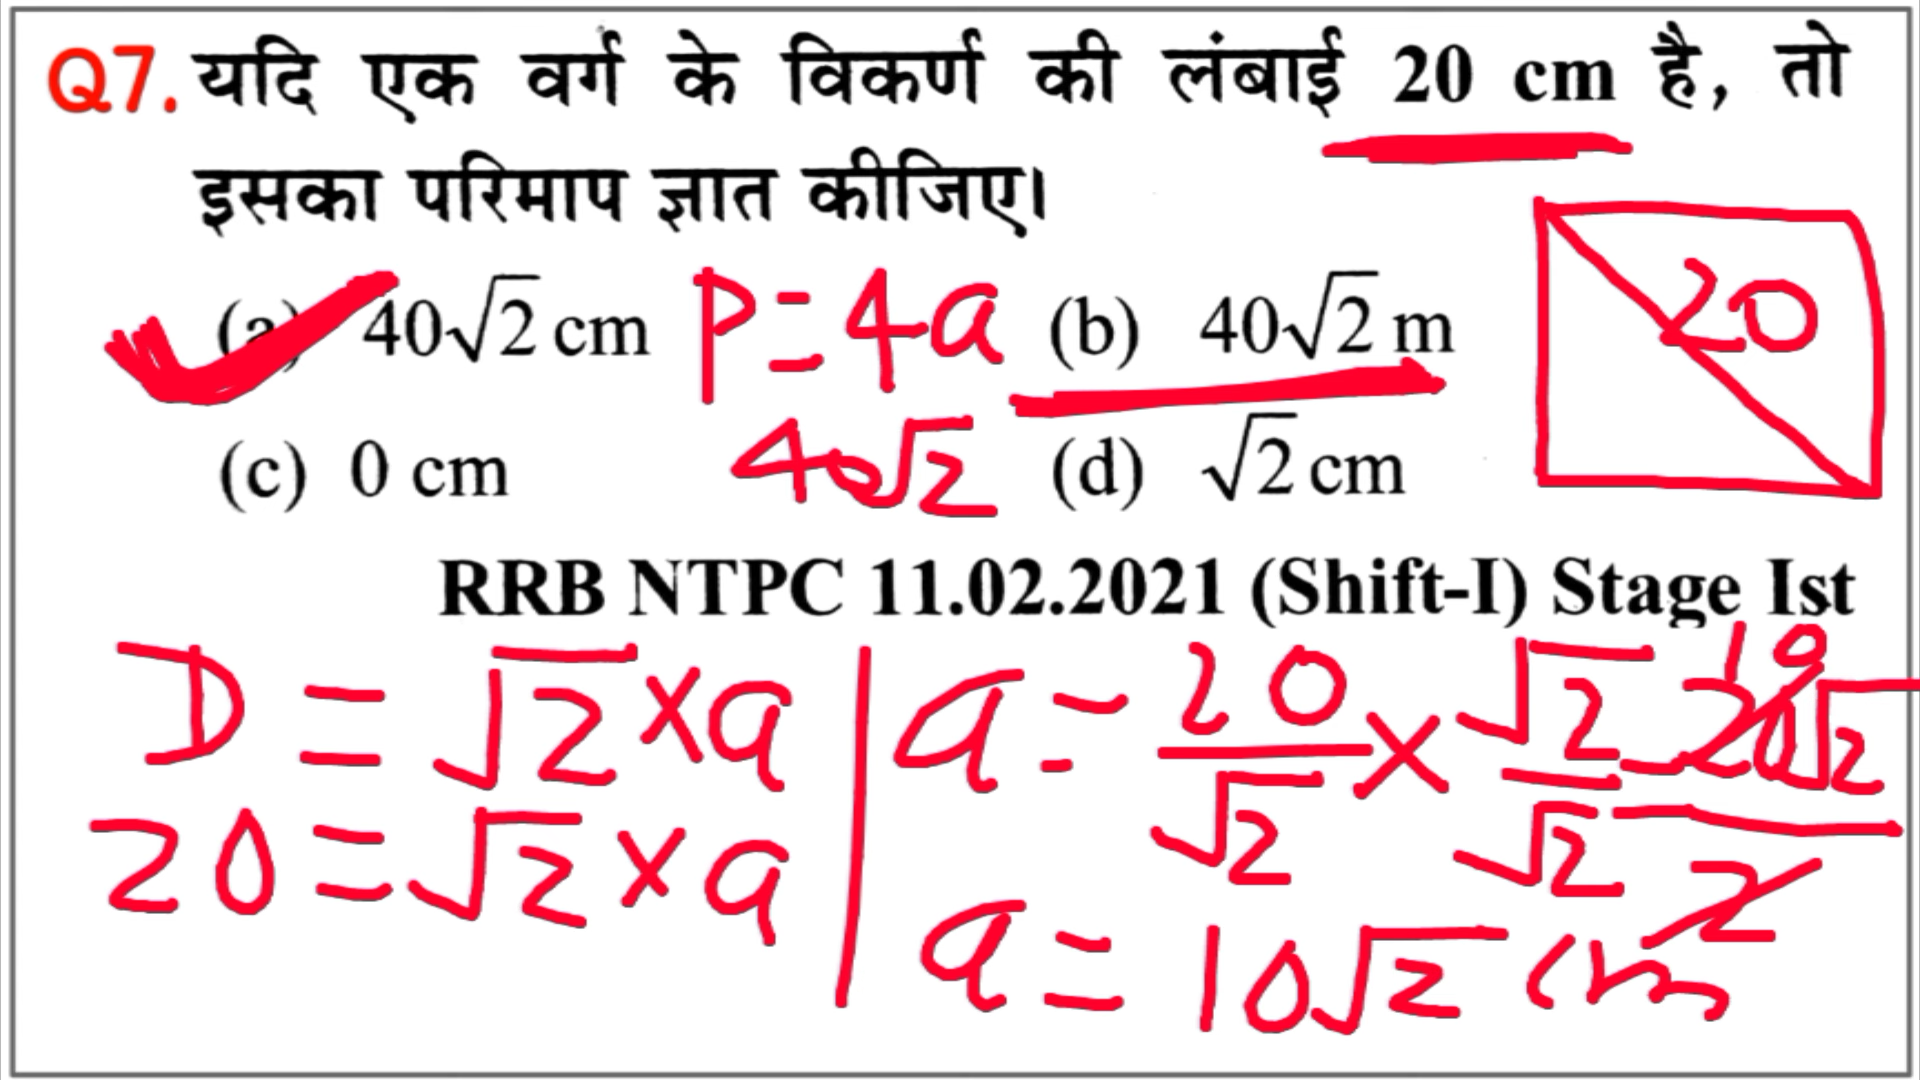 Q7. यदि एक वर्ग के विकर्ण की लंबाई 20 cm है, तो
इसका परिमाप ज्ञात कीजिए।
(a) 40√2 cm P = 4a (b) 40√2 m
20
(c) 0 cm 40√2 (d) √2 cm
RRB NTPC 11.02.2021 (Shift-I) Stage Ist
D = √2 × a
20 = √2 × a
a = 20/√2 × √2/√2 = 20√2/2
10
a = 10√2 cm